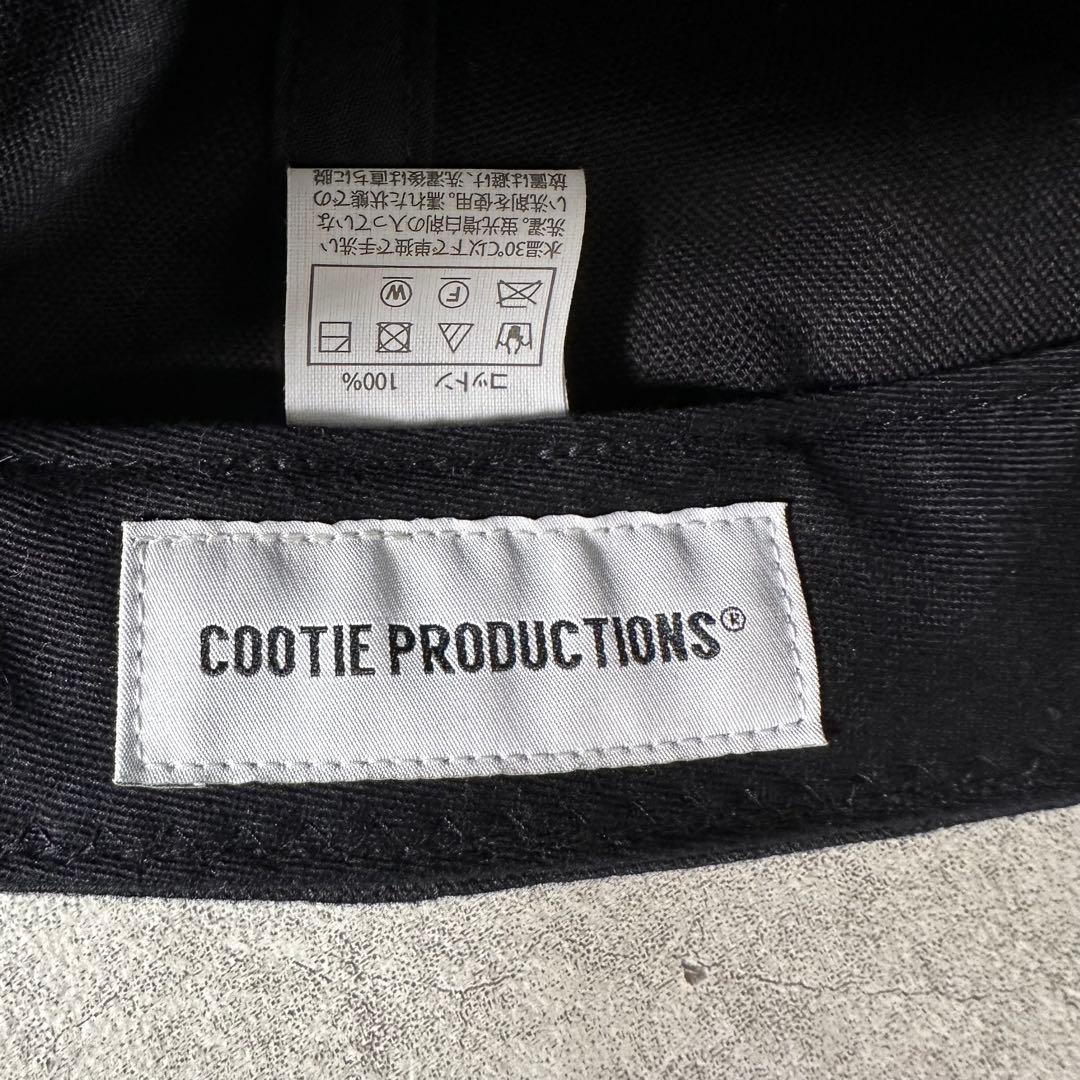 コットン 100%
F W
水温30℃以下で単独で手洗い
洗濯。蛍光増白剤の入っていな
い洗剤を使用。濡れた状態での
放置は避け、洗濯後は直ちに脱
COOTIE PRODUCTIONS®